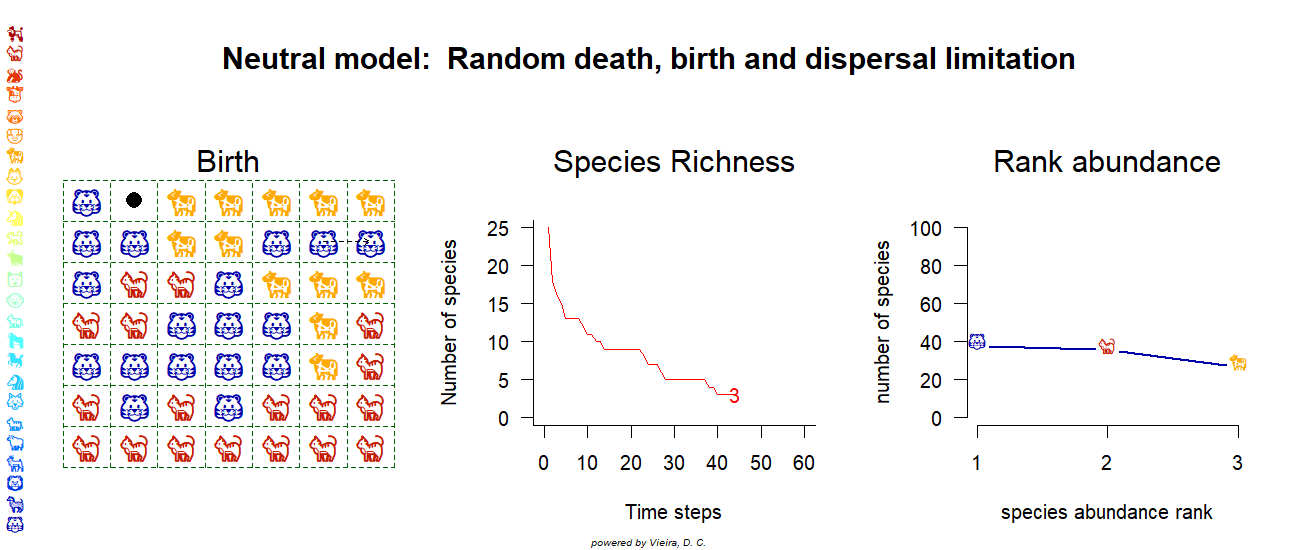 Neutral model:  Random death, birth and dispersal limitation
Birth
Species Richness
Number of species
25
20
15
10
5
0
3
0 10 20 30 40 50 60
Time steps
Rank abundance
number of species
100
80
60
40
20
0
1 2 3
species abundance rank
powered by Vieira, D. C.